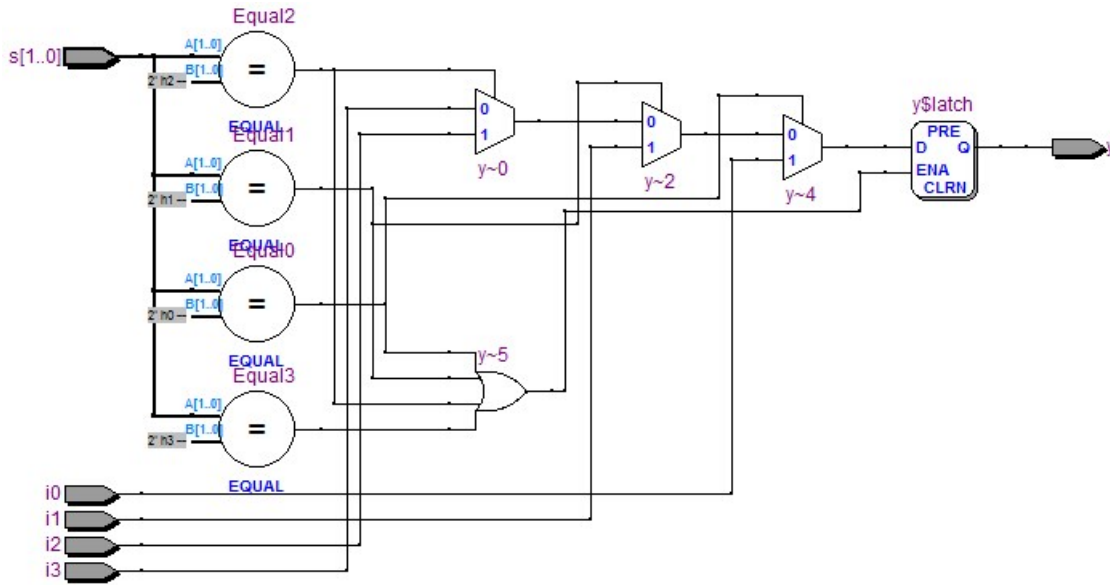 Equal2
s[1..0]
A[1..0]
B[1..0]
2' h2
=
EQUAL
Equal1
A[1..0]
B[1..0]
2' h1
=
EQUAL
Equal0
A[1..0]
B[1..0]
2' h0
=
EQUAL
Equal3
A[1..0]
B[1..0]
2' h3
=
EQUAL
0
1
y~0
0
1
y~2
0
1
y~4
y~5
y$latch
PRE
D Q
ENA
CLRN
y
i0
i1
i2
i3